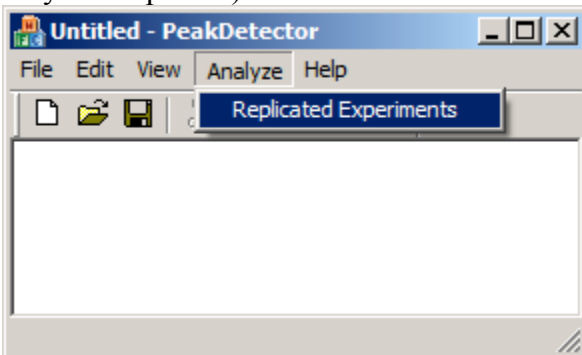 Untitled - PeakDetector
File Edit View Analyze Help
Replicated Experiments